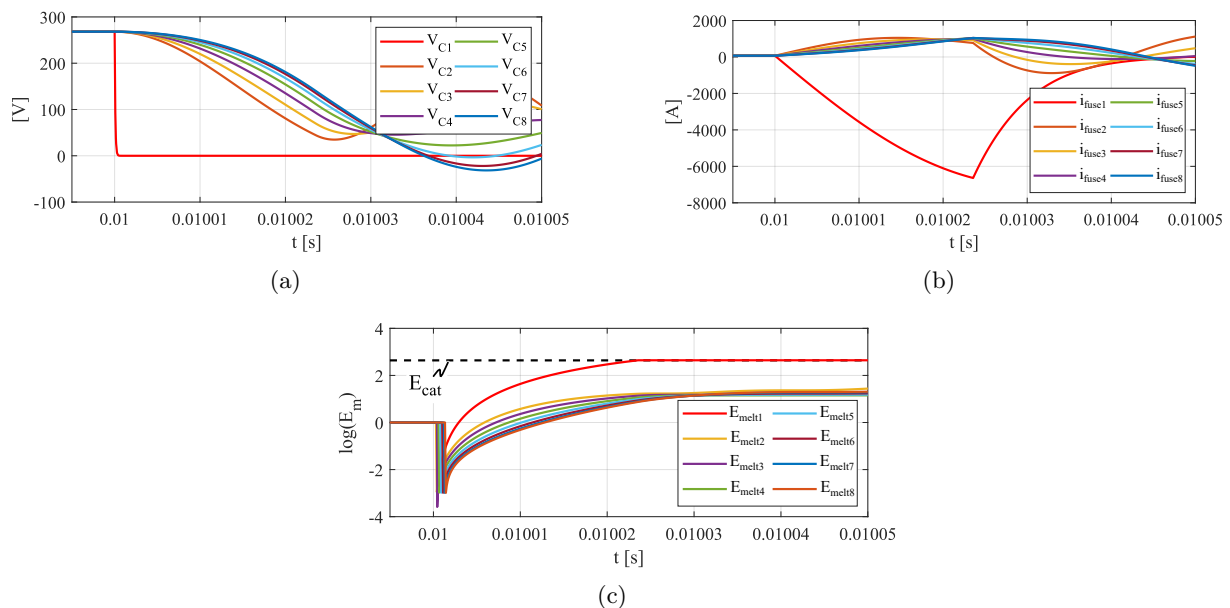 300
200
100
0
-100
[V]
V_C1 V_C5
V_C2 V_C6
V_C3 V_C7
V_C4 V_C8
0.01 0.01001 0.01002 0.01003 0.01004 0.01005
t [s]
(a)
2000
0
-2000
-4000
-6000
-8000
[A]
i_fuse1 i_fuse5
i_fuse2 i_fuse6
i_fuse3 i_fuse7
i_fuse4 i_fuse8
0.01 0.01001 0.01002 0.01003 0.01004 0.01005
t [s]
(b)
4
2
0
-2
-4
log(E_m)
E_cat
E_melt1 E_melt5
E_melt2 E_melt6
E_melt3 E_melt7
E_melt4 E_melt8
0.01 0.01001 0.01002 0.01003 0.01004 0.01005
t [s]
(c)